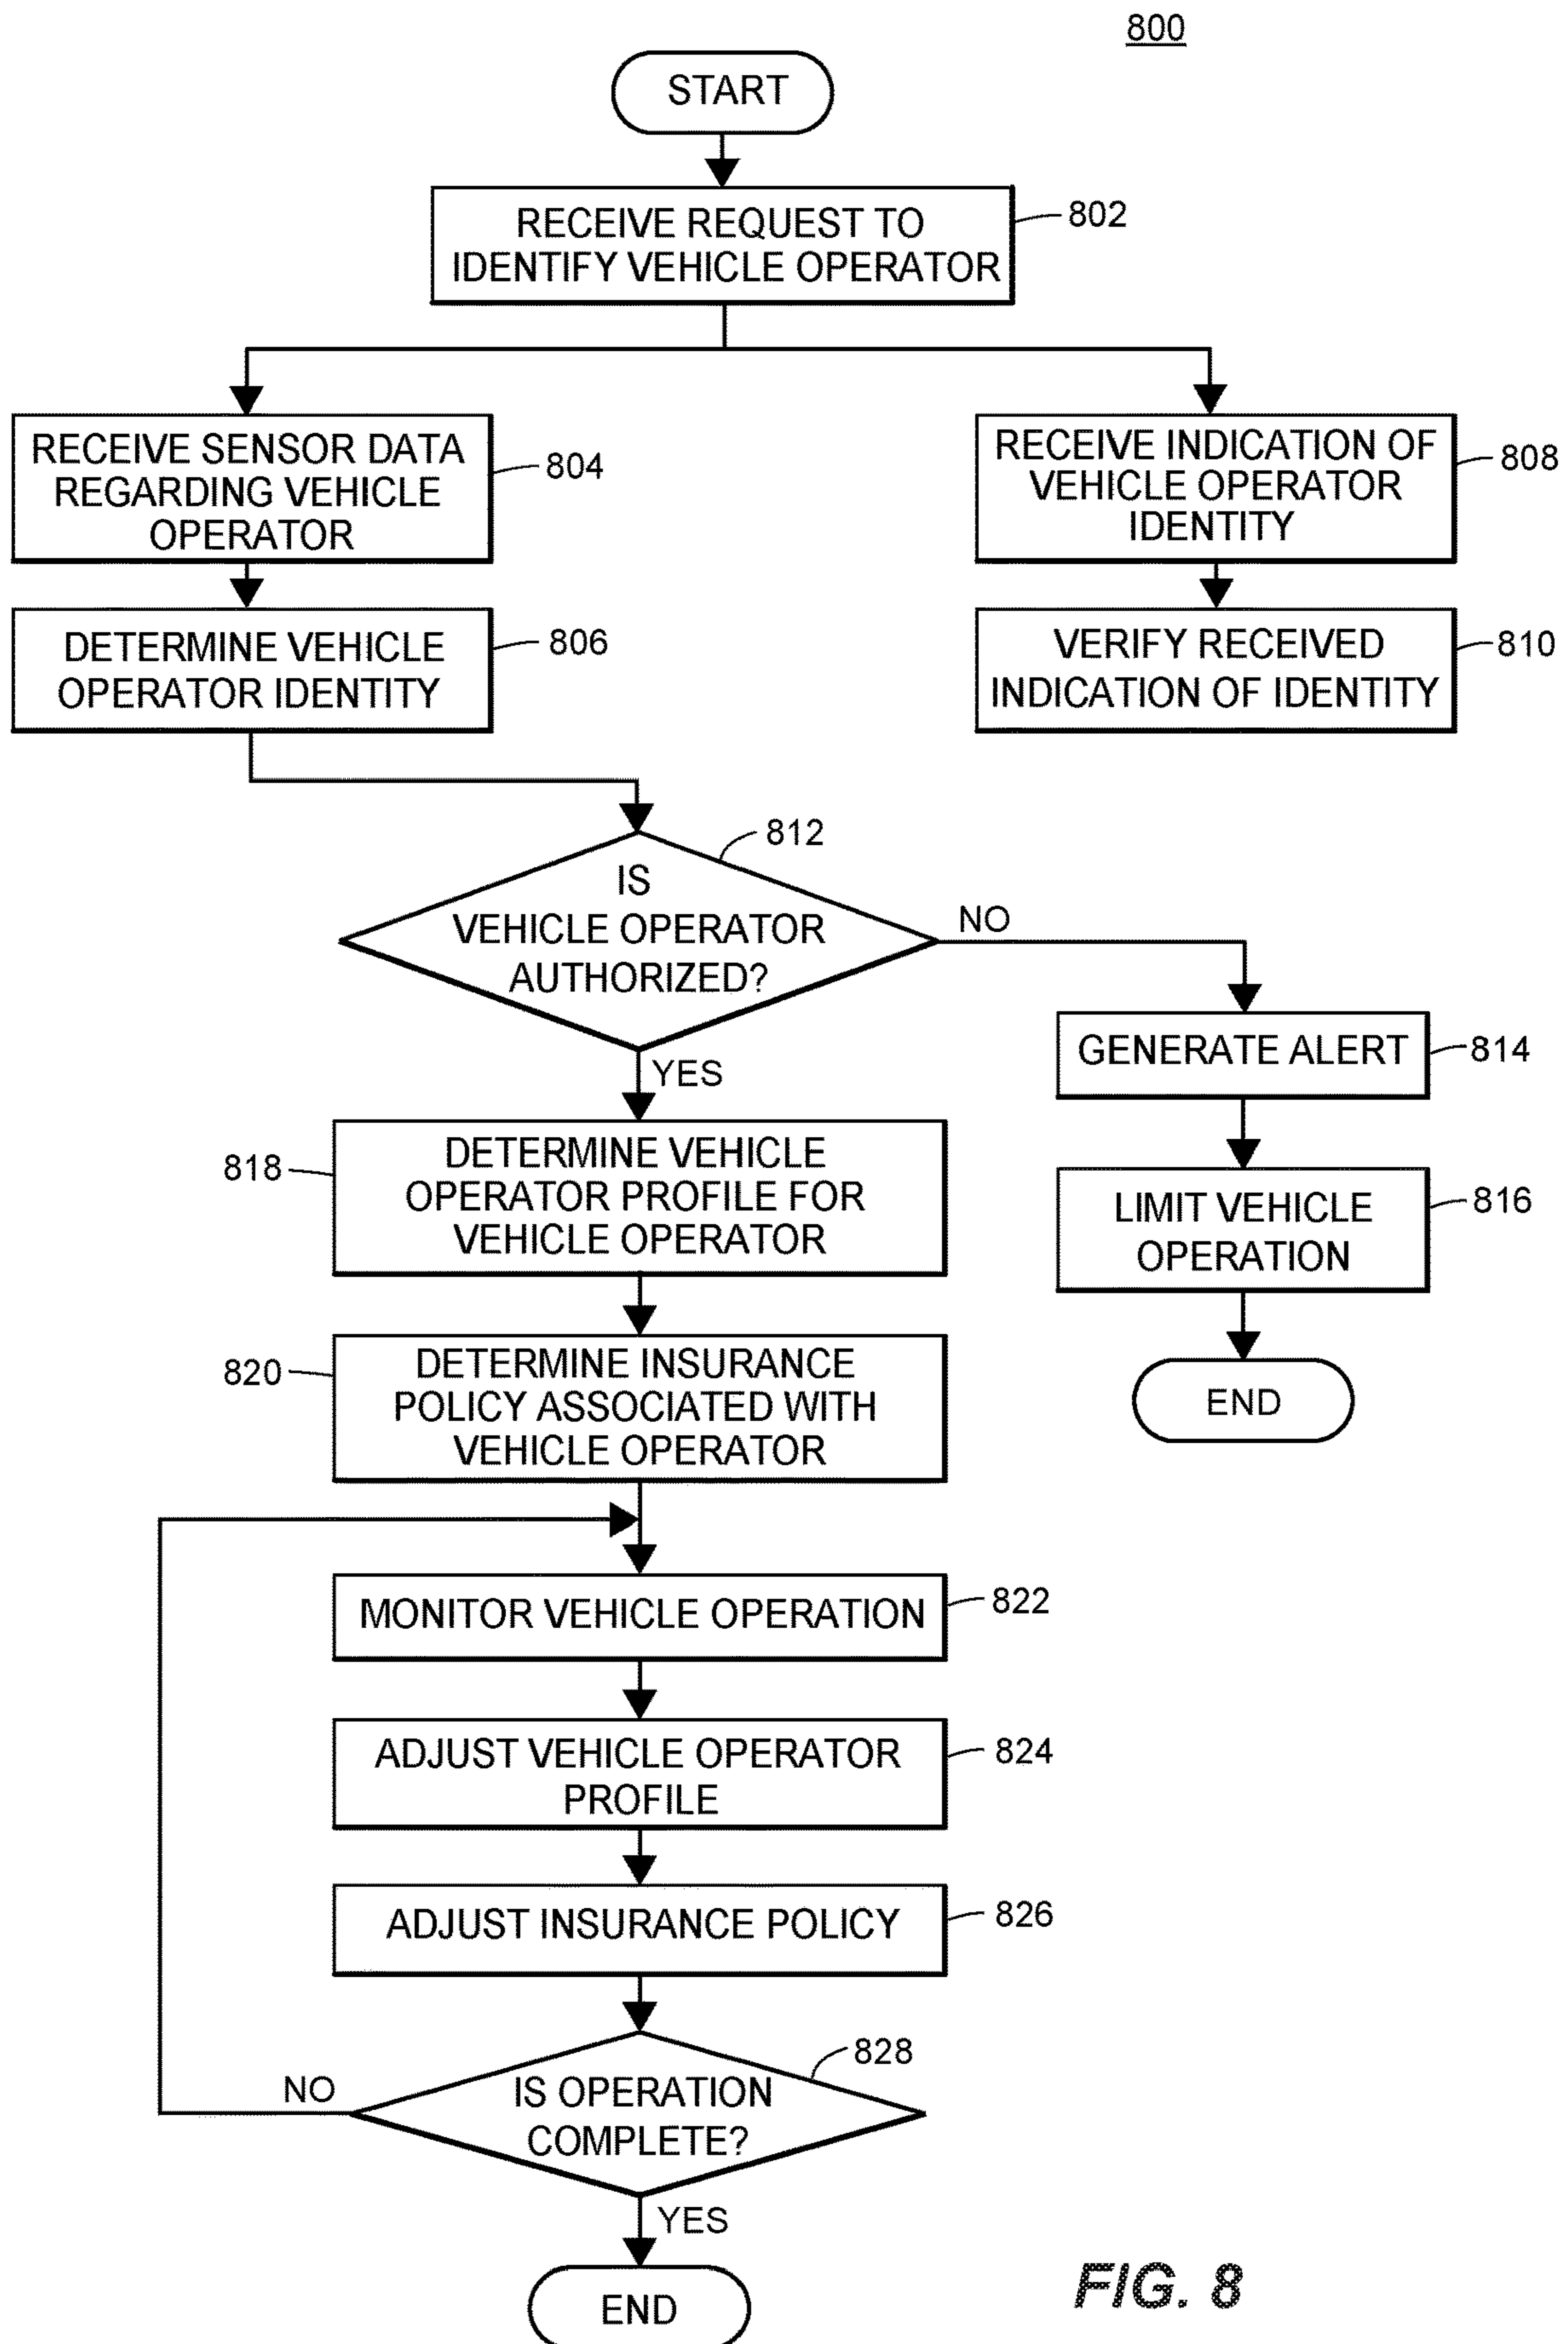 800
START
RECEIVE REQUEST TO
IDENTIFY VEHICLE OPERATOR
802
RECEIVE SENSOR DATA
REGARDING VEHICLE
OPERATOR
804
RECEIVE INDICATION OF
VEHICLE OPERATOR
IDENTITY
808
DETERMINE VEHICLE
OPERATOR IDENTITY
806
VERIFY RECEIVED
INDICATION OF IDENTITY
810
812
IS
VEHICLE OPERATOR
AUTHORIZED?
NO
YES
GENERATE ALERT
814
818
DETERMINE VEHICLE
OPERATOR PROFILE FOR
VEHICLE OPERATOR
LIMIT VEHICLE
OPERATION
816
820
DETERMINE INSURANCE
POLICY ASSOCIATED WITH
VEHICLE OPERATOR
END
MONITOR VEHICLE OPERATION
822
ADJUST VEHICLE OPERATOR
PROFILE
824
ADJUST INSURANCE POLICY
826
828
NO
IS OPERATION
COMPLETE?
YES
END
FIG. 8